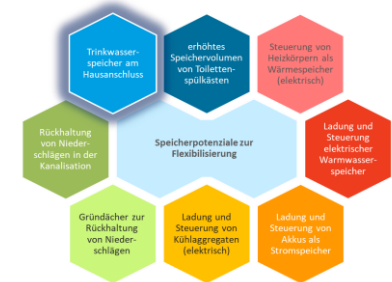 Trinkwasser-
speicher am
Hausanschluss
erhöhtes
Speichervolumen
von Toiletten-
spülkästen
Steuerung von
Heizkörpern als
Wärmespeicher
(elektrisch)
Rückhaltung
von Nieder-
schlägen in der
Kanalisation
Speicherpotenziale zur
Flexibilisierung
Ladung und
Steuerung
elektrischer
Warmwasser-
speicher
Gründächer zur
Rückhaltung
von Nieder-
schlägen
Ladung und
Steuerung von
Kühlaggregaten
(elektrisch)
Ladung und
Steuerung von
Akkus als
Stromspeicher